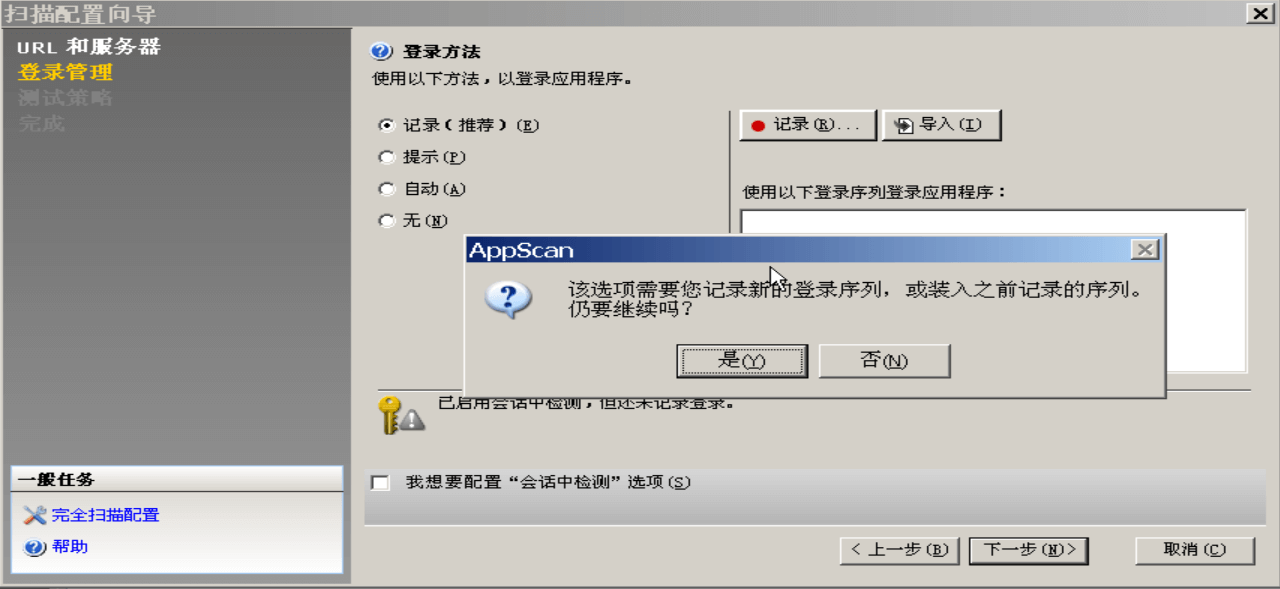 扫描配置向导
URL 和服务器
登录管理
测试策略
完成
登录方法
使用以下方法，以登录应用程序。
记录（推荐）(E)
提示(P)
自动(A)
无(N)
记录(R)...
导入(I)
使用以下登录序列登录应用程序：
AppScan
该选项需要您记录新的登录序列，或装入之前记录的序列。
仍要继续吗？
是(Y)
否(N)
已启用会话中检测，但还未记录登录。
我想要配置“会话中检测”选项(S)
一般任务
完全扫描配置
帮助
< 上一步(B)
下一步(N)>
取消(C)